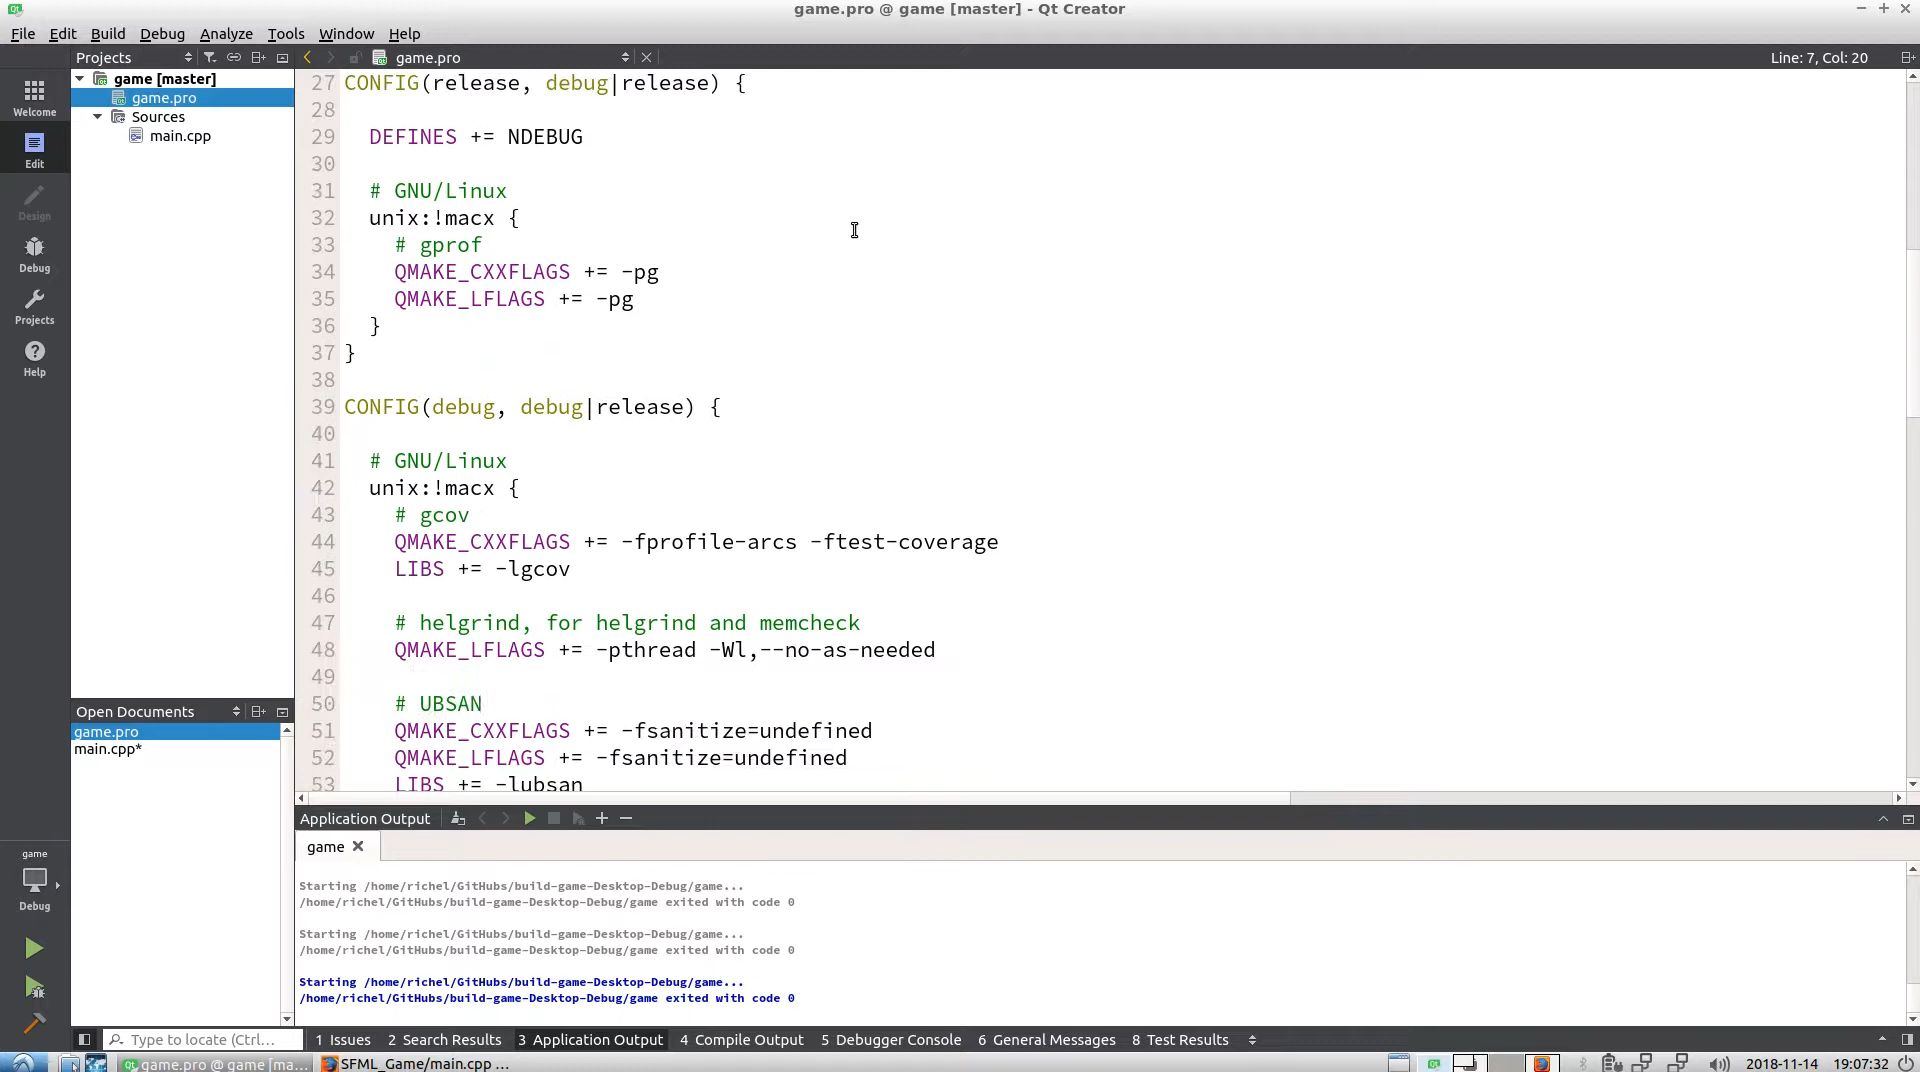 game.pro @ game [master] - Qt Creator
File Edit Build Debug Analyze Tools Window Help
Projects
game.pro
Line: 7, Col: 20
game [master]
game.pro
Sources
main.cpp
Welcome
Edit
Design
Debug
Projects
Help
27 CONFIG(release, debug|release) {
28
29 DEFINES += NDEBUG
30
31 # GNU/Linux
32 unix:!macx {
33 # gprof
34 QMAKE_CXXFLAGS += -pg
35 QMAKE_LFLAGS += -pg
36 }
37 }
38
39 CONFIG(debug, debug|release) {
40
41 # GNU/Linux
42 unix:!macx {
43 # gcov
44 QMAKE_CXXFLAGS += -fprofile-arcs -ftest-coverage
45 LIBS += -lgcov
46
47 # helgrind, for helgrind and memcheck
48 QMAKE_LFLAGS += -pthread -Wl,--no-as-needed
49
50 # UBSAN
51 QMAKE_CXXFLAGS += -fsanitize=undefined
52 QMAKE_LFLAGS += -fsanitize=undefined
53 LIBS += -lubsan
Open Documents
game.pro
main.cpp*
Application Output
game
Starting /home/richel/GitHubs/build-game-Desktop-Debug/game...
/home/richel/GitHubs/build-game-Desktop-Debug/game exited with code 0
Starting /home/richel/GitHubs/build-game-Desktop-Debug/game...
/home/richel/GitHubs/build-game-Desktop-Debug/game exited with code 0
Starting /home/richel/GitHubs/build-game-Desktop-Debug/game...
/home/richel/GitHubs/build-game-Desktop-Debug/game exited with code 0
game
Debug
Type to locate (Ctrl...
1 Issues 2 Search Results 3 Application Output 4 Compile Output 5 Debugger Console 6 General Messages 8 Test Results
game.pro @ game [ma...
SFML_Game/main.cpp ...
2018-11-14 19:07:32